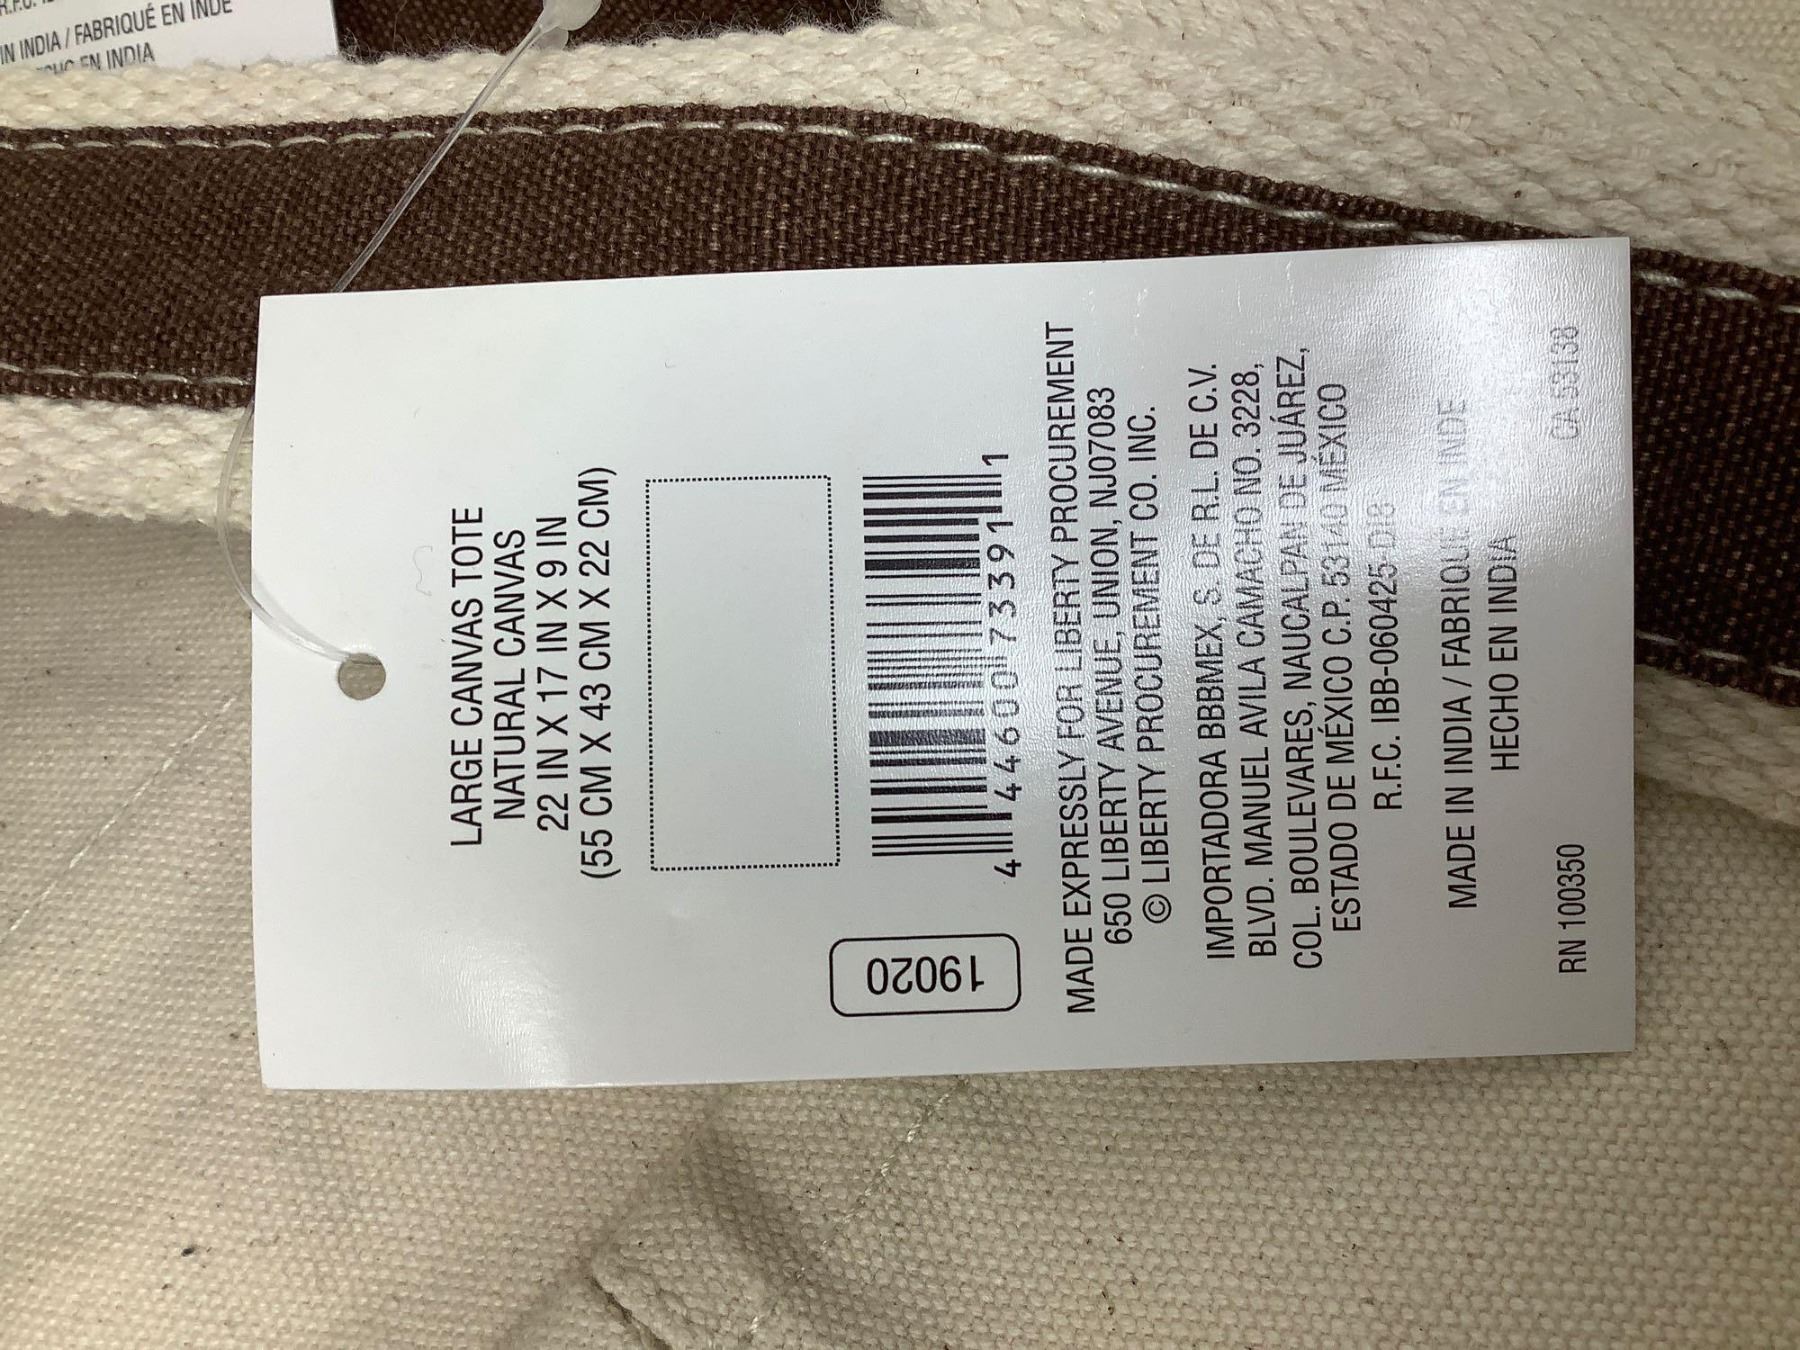 LARGE CANVAS TOTE
NATURAL CANVAS
22 IN X 17 IN X 9 IN
(55 CM X 43 CM X 22 CM)
19020
4 44600 73391 1
MADE EXPRESSLY FOR LIBERTY PROCUREMENT
650 LIBERTY AVENUE, UNION, NJ07083
© LIBERTY PROCUREMENT CO. INC.
IMPORTADORA BBBMEX, S. DE R.L. DE C.V.
BLVD. MANUEL AVILA CAMACHO NO. 3228,
COL. BOULEVARES, NAUCALPAN DE JUÁREZ,
ESTADO DE MÉXICO C.P. 53140 MÉXICO
R.F.C. IBB-060425-DI8
MADE IN INDIA / FABRIQUÉ EN INDE
HECHO EN INDIA
RN 100350 CA 53138
IN INDIA / FABRIQUÉ EN INDE
EN INDIA